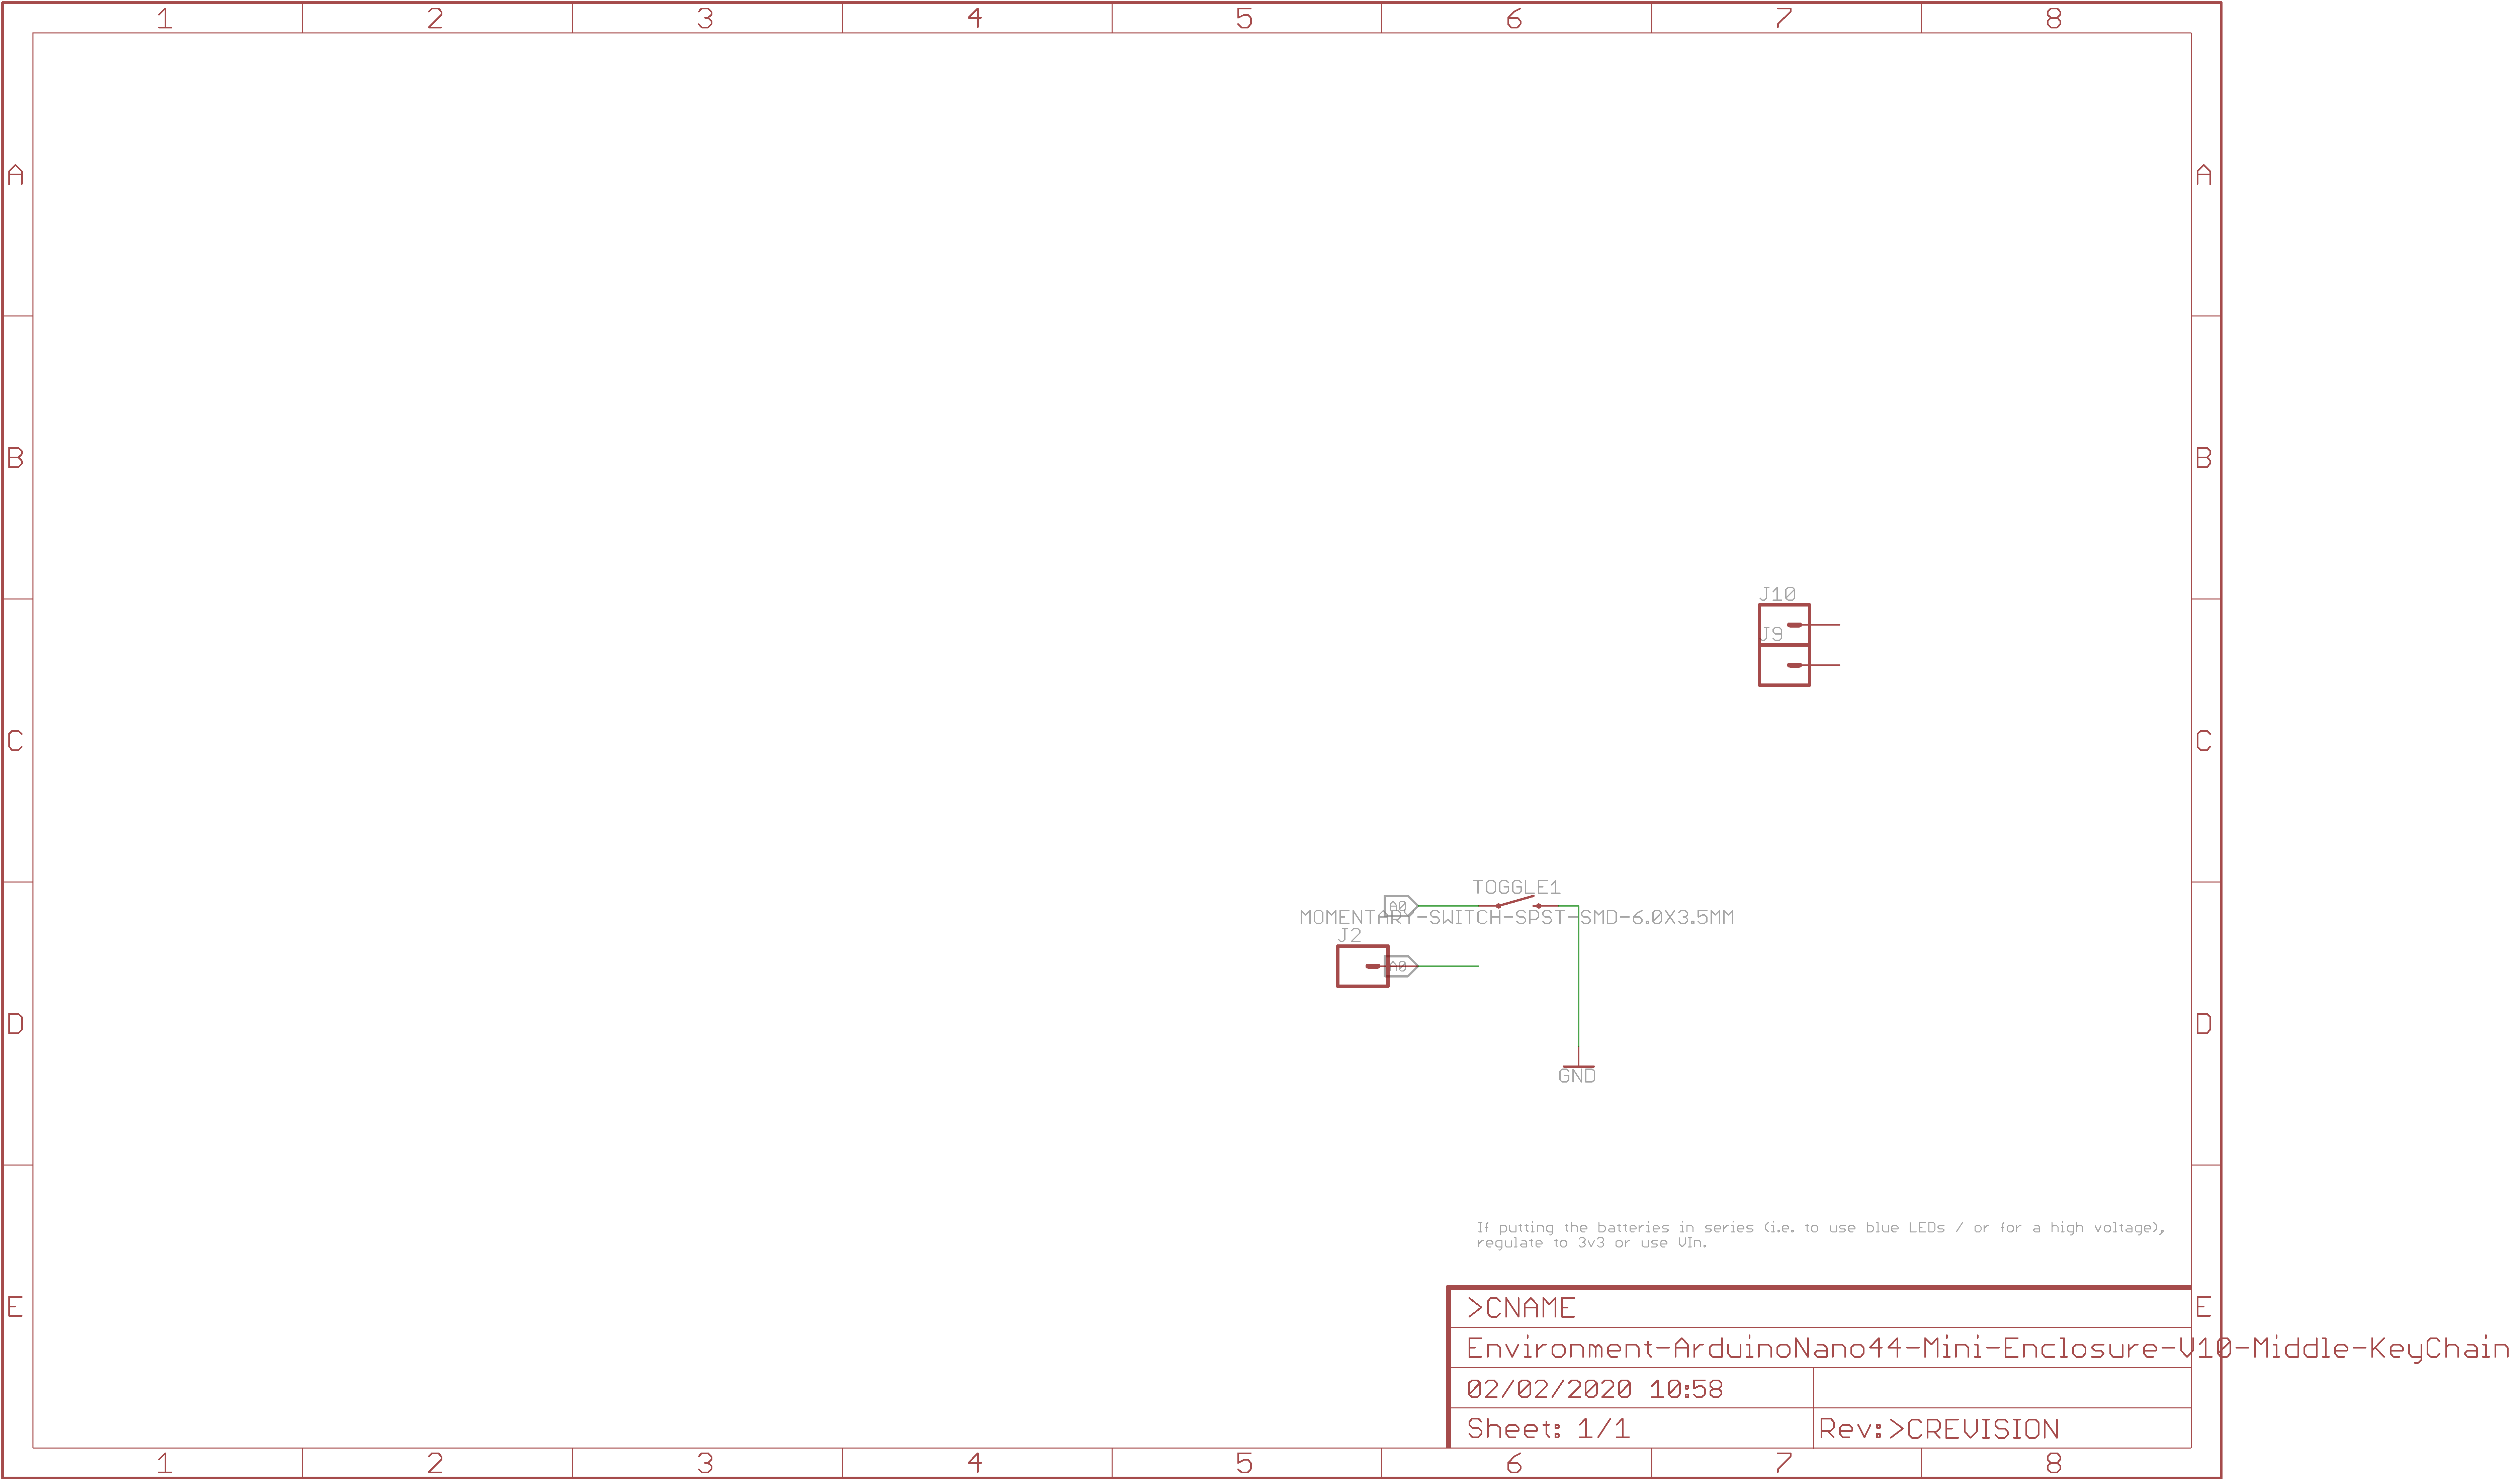 1 2 3 4 5 6 7 8
A A
B B
J10
J9
C C
TOGGLE1
A0
MOMENTARY-SWITCH-SPST-SMD-6.0X3.5MM
J2
A0
D D
GND
If putting the batteries in series (i.e. to use blue LEDs / or for a high voltage),
regulate to 3v3 or use VIn.
>CNAME
E E
Environment-ArduinoNano44-Mini-Enclosure-V10-Middle-KeyChain
02/02/2020 10:58
Sheet: 1/1 Rev:>CREVISION
1 2 3 4 5 6 7 8